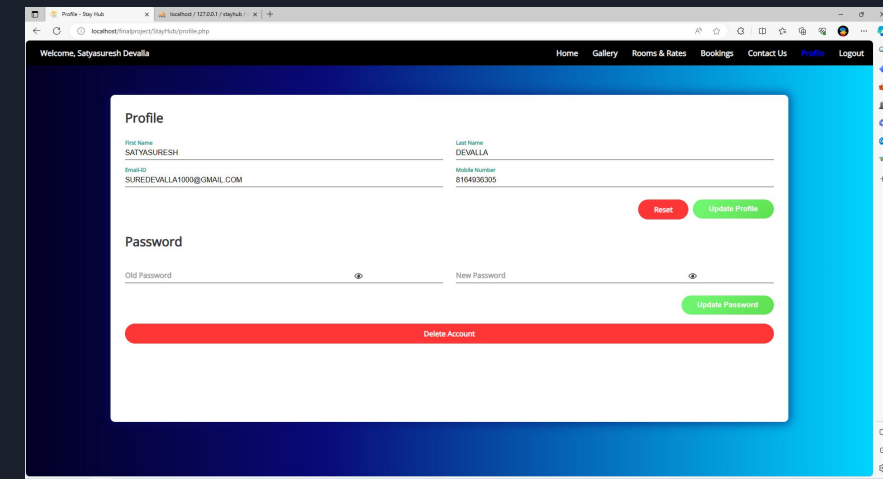 Profile - Stay Hub
localhost / 127.0.0.1 / stayhub /
localhost/finalproject/StayHub/profile.php
Welcome, Satyasuresh Devalla Home Gallery Rooms & Rates Bookings Contact Us Profile Logout
Profile
First Name Last Name
SATYASURESH DEVALLA
Email-ID Mobile Number
SUREDEVALLA1000@GMAIL.COM 8164936305
Reset Update Profile
Password
Old Password New Password
Update Password
Delete Account